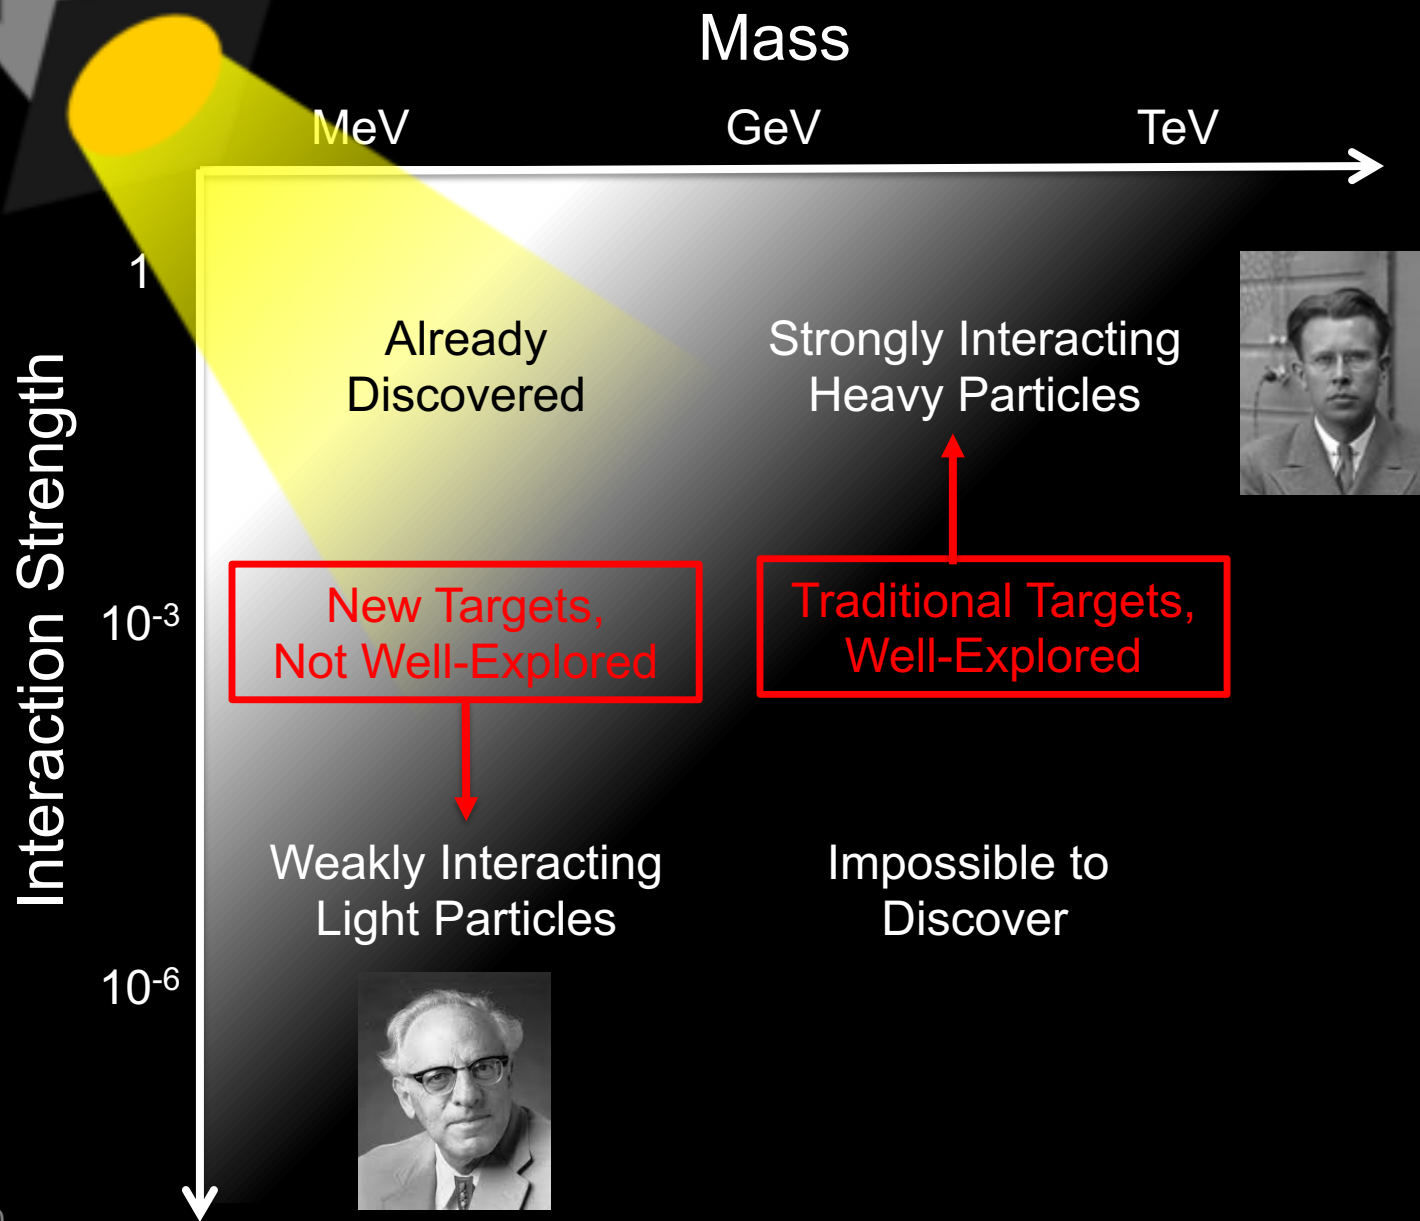 Mass
MeV GeV TeV
1
Already
Discovered
Strongly Interacting
Heavy Particles
Interaction Strength
10⁻³
New Targets,
Not Well-Explored
Traditional Targets,
Well-Explored
Weakly Interacting
Light Particles
Impossible to
Discover
10⁻⁶